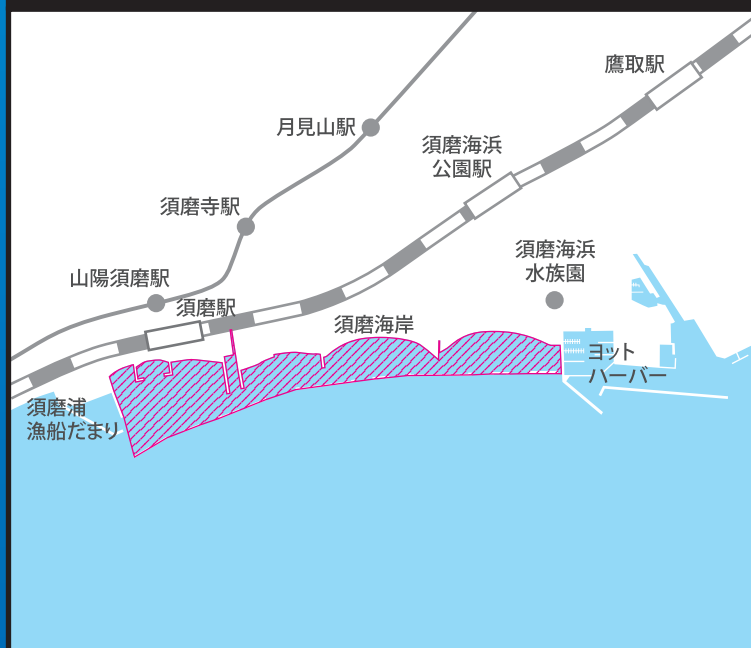 鷹取駅
月見山駅
須磨海浜
公園駅
須磨寺駅
須磨海浜
水族園
山陽須磨駅
須磨駅
須磨海岸
ヨット
ハーバー
須磨浦
漁船だまり